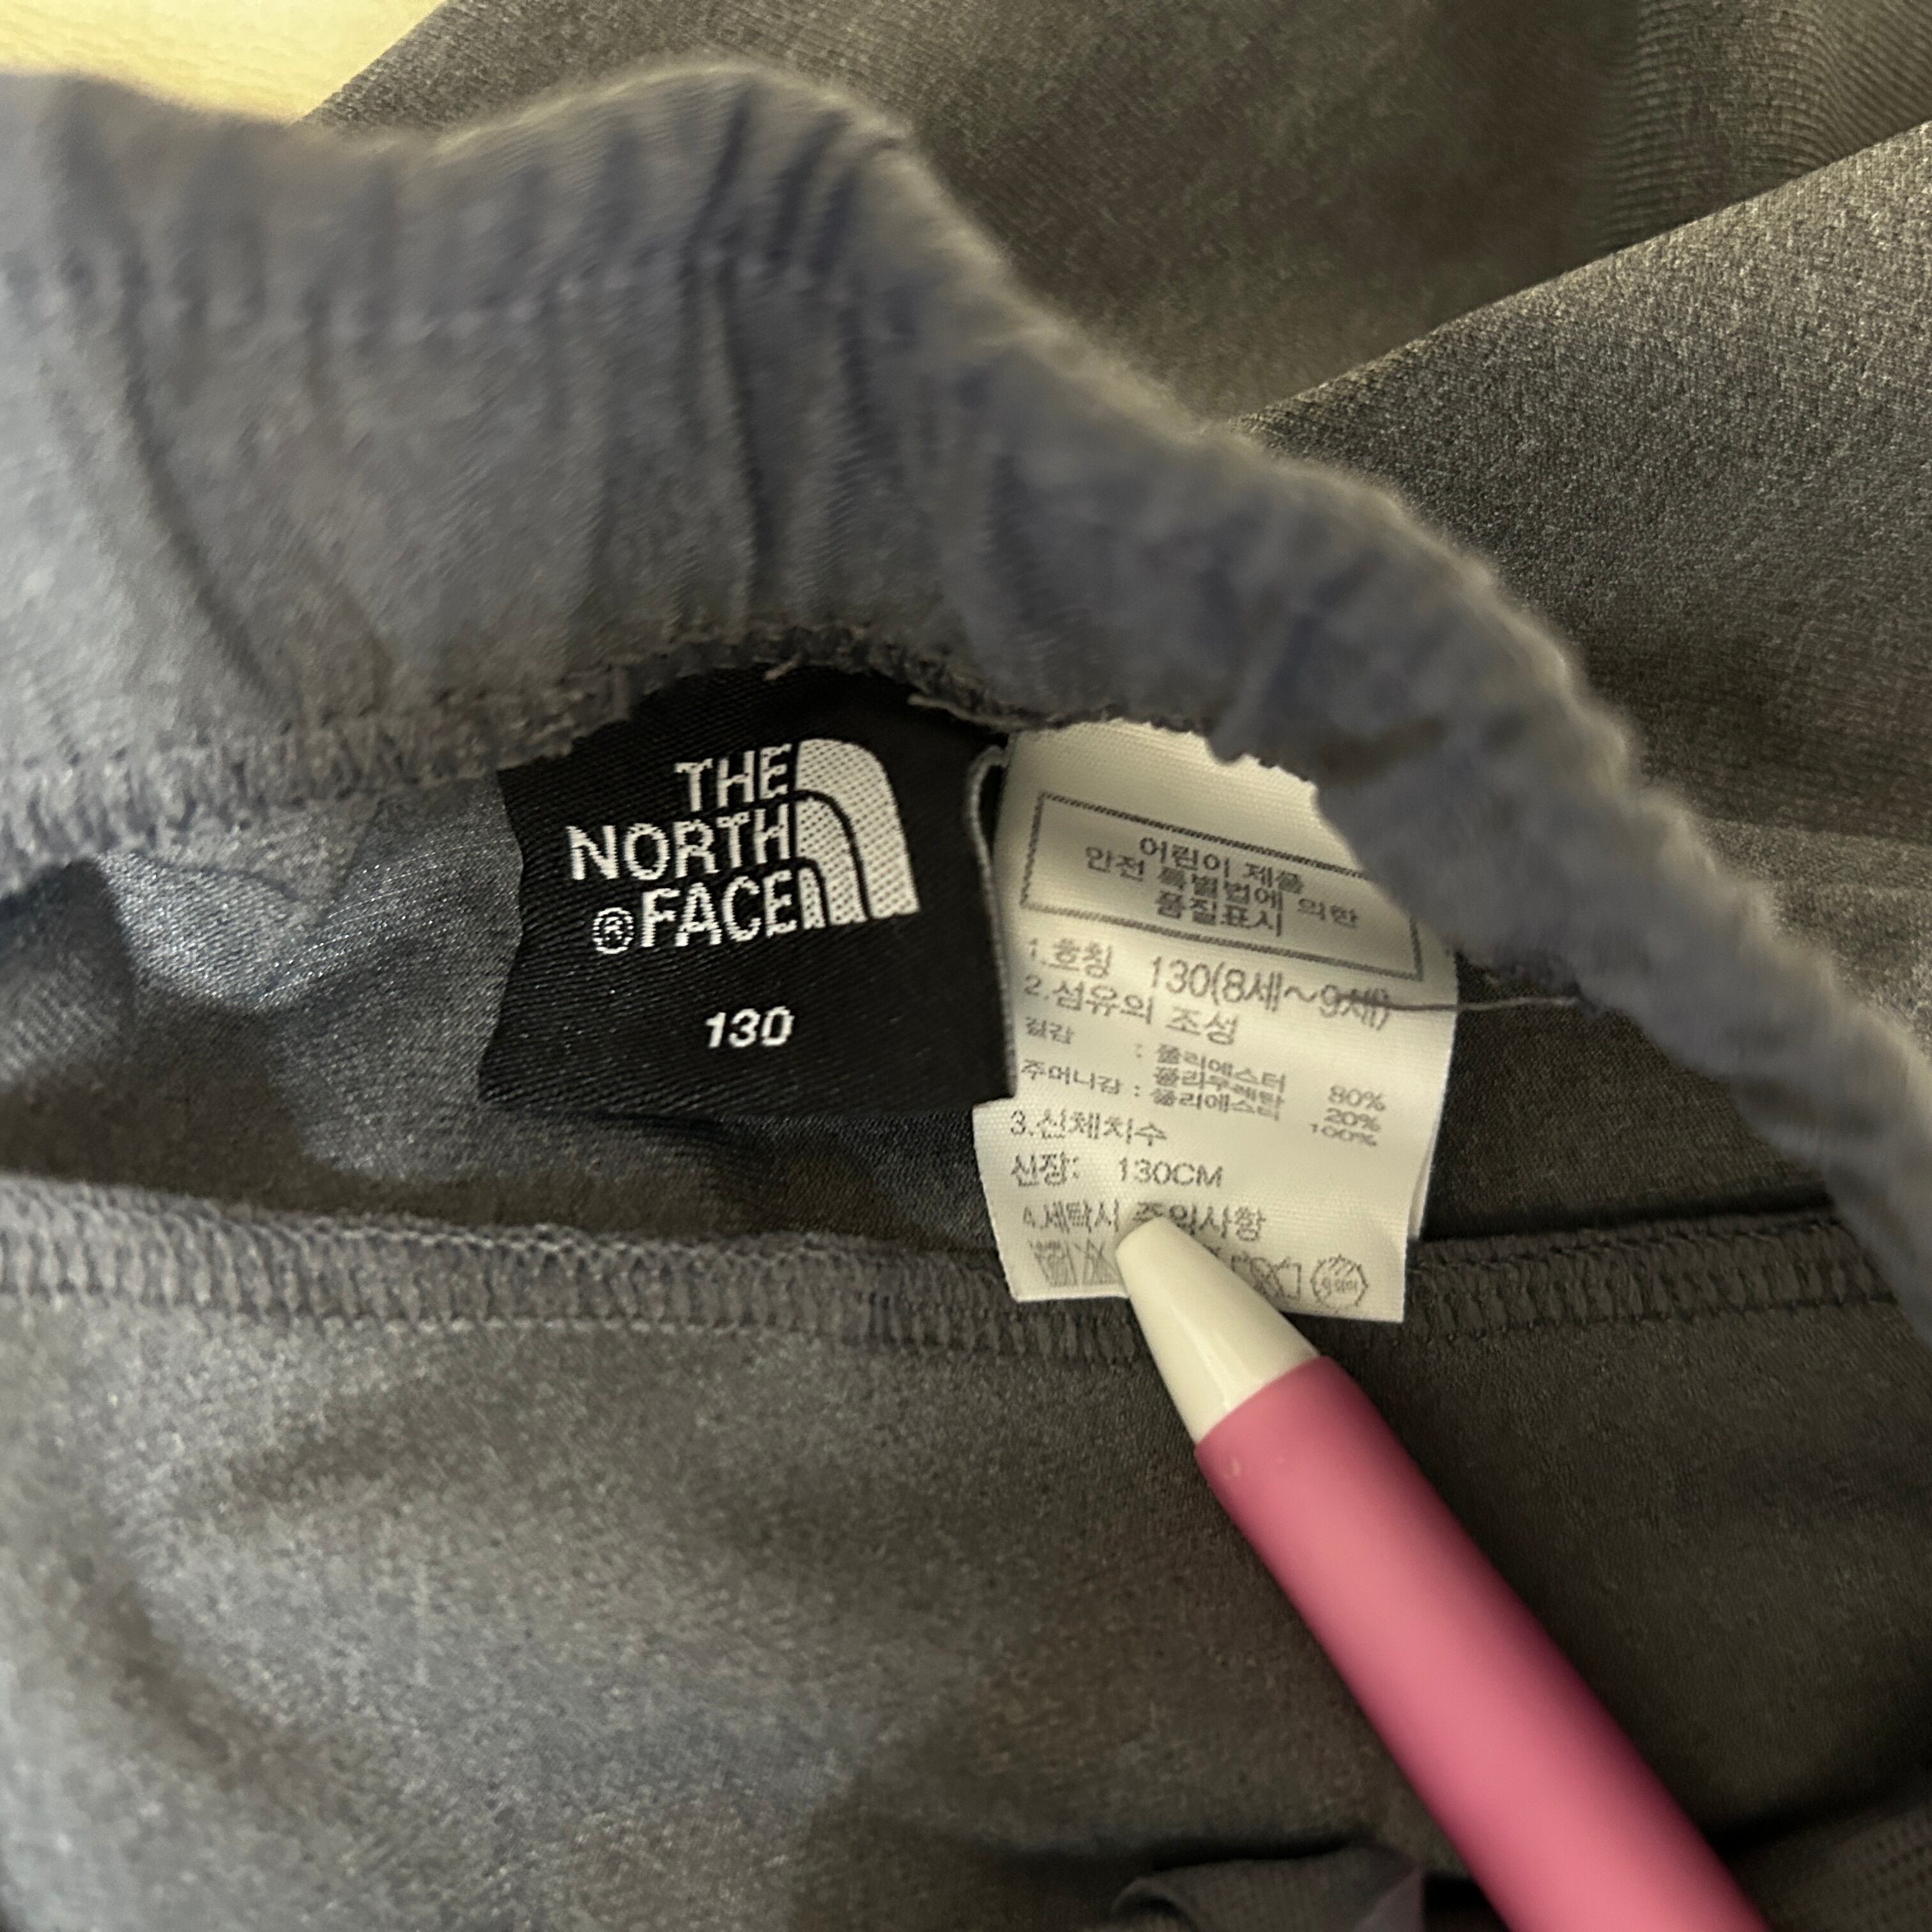 THE
NORTH
FACE
®
130
어린이 제품
안전 특별법에 의한
품질표시
1.호칭 130(8세~9세)
2.섬유의 조성
겉감 : 폴리에스터 80%
폴리우레탄 20%
주머니감 : 폴리에스터 100%
3.신체치수
신장: 130CM
4.세탁시 주의사항